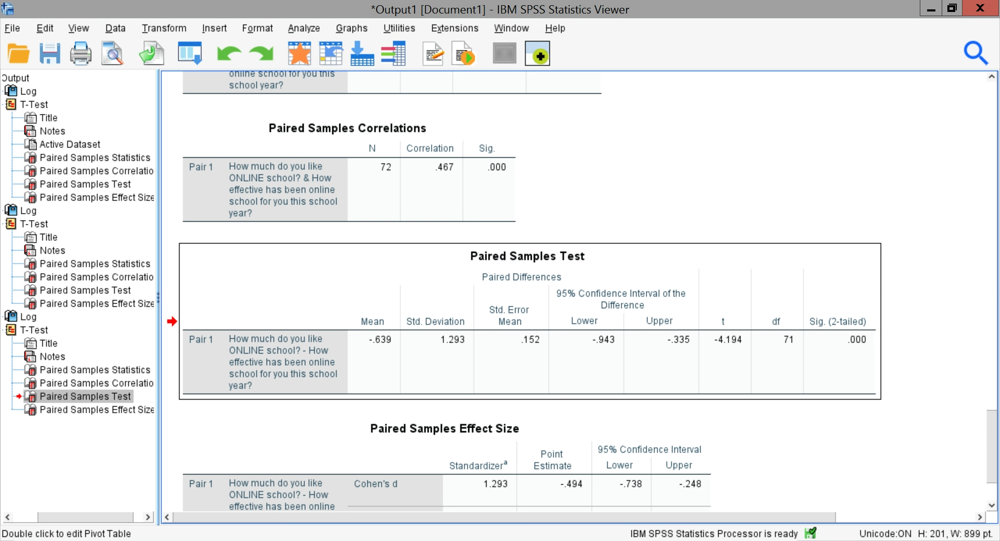 *Output1 [Document1] - IBM SPSS Statistics Viewer
File Edit View Data Transform Insert Format Analyze Graphs Utilities Extensions Window Help
Output
Log
T-Test
Title
Notes
Active Dataset
Paired Samples Statistics
Paired Samples Correlatio
Paired Samples Test
Paired Samples Effect Size
Log
T-Test
Title
Notes
Paired Samples Statistics
Paired Samples Correlatio
Paired Samples Test
Paired Samples Effect Size
Log
T-Test
Title
Notes
Paired Samples Statistics
Paired Samples Correlatio
Paired Samples Test
Paired Samples Effect Size
online school for you this
school year?
Paired Samples Correlations
N Correlation Sig.
Pair 1 How much do you like 72 .467 .000
ONLINE school? & How
effective has been online
school for you this school
year?
Paired Samples Test
Paired Differences
95% Confidence Interval of the
Difference
Std. Error
Mean Std. Deviation Mean Lower Upper t df Sig. (2-tailed)
Pair 1 How much do you like -.639 1.293 .152 -.943 -.335 -4.194 71 .000
ONLINE school? - How
effective has been online
school for you this school
year?
Paired Samples Effect Size
95% Confidence Interval
Point
Standardizerª Estimate Lower Upper
Pair 1 How much do you like Cohen's d 1.293 -.494 -.738 -.248
ONLINE school? - How
effective has been online
Double click to edit Pivot Table IBM SPSS Statistics Processor is ready Unicode:ON H: 201, W: 899 pt.